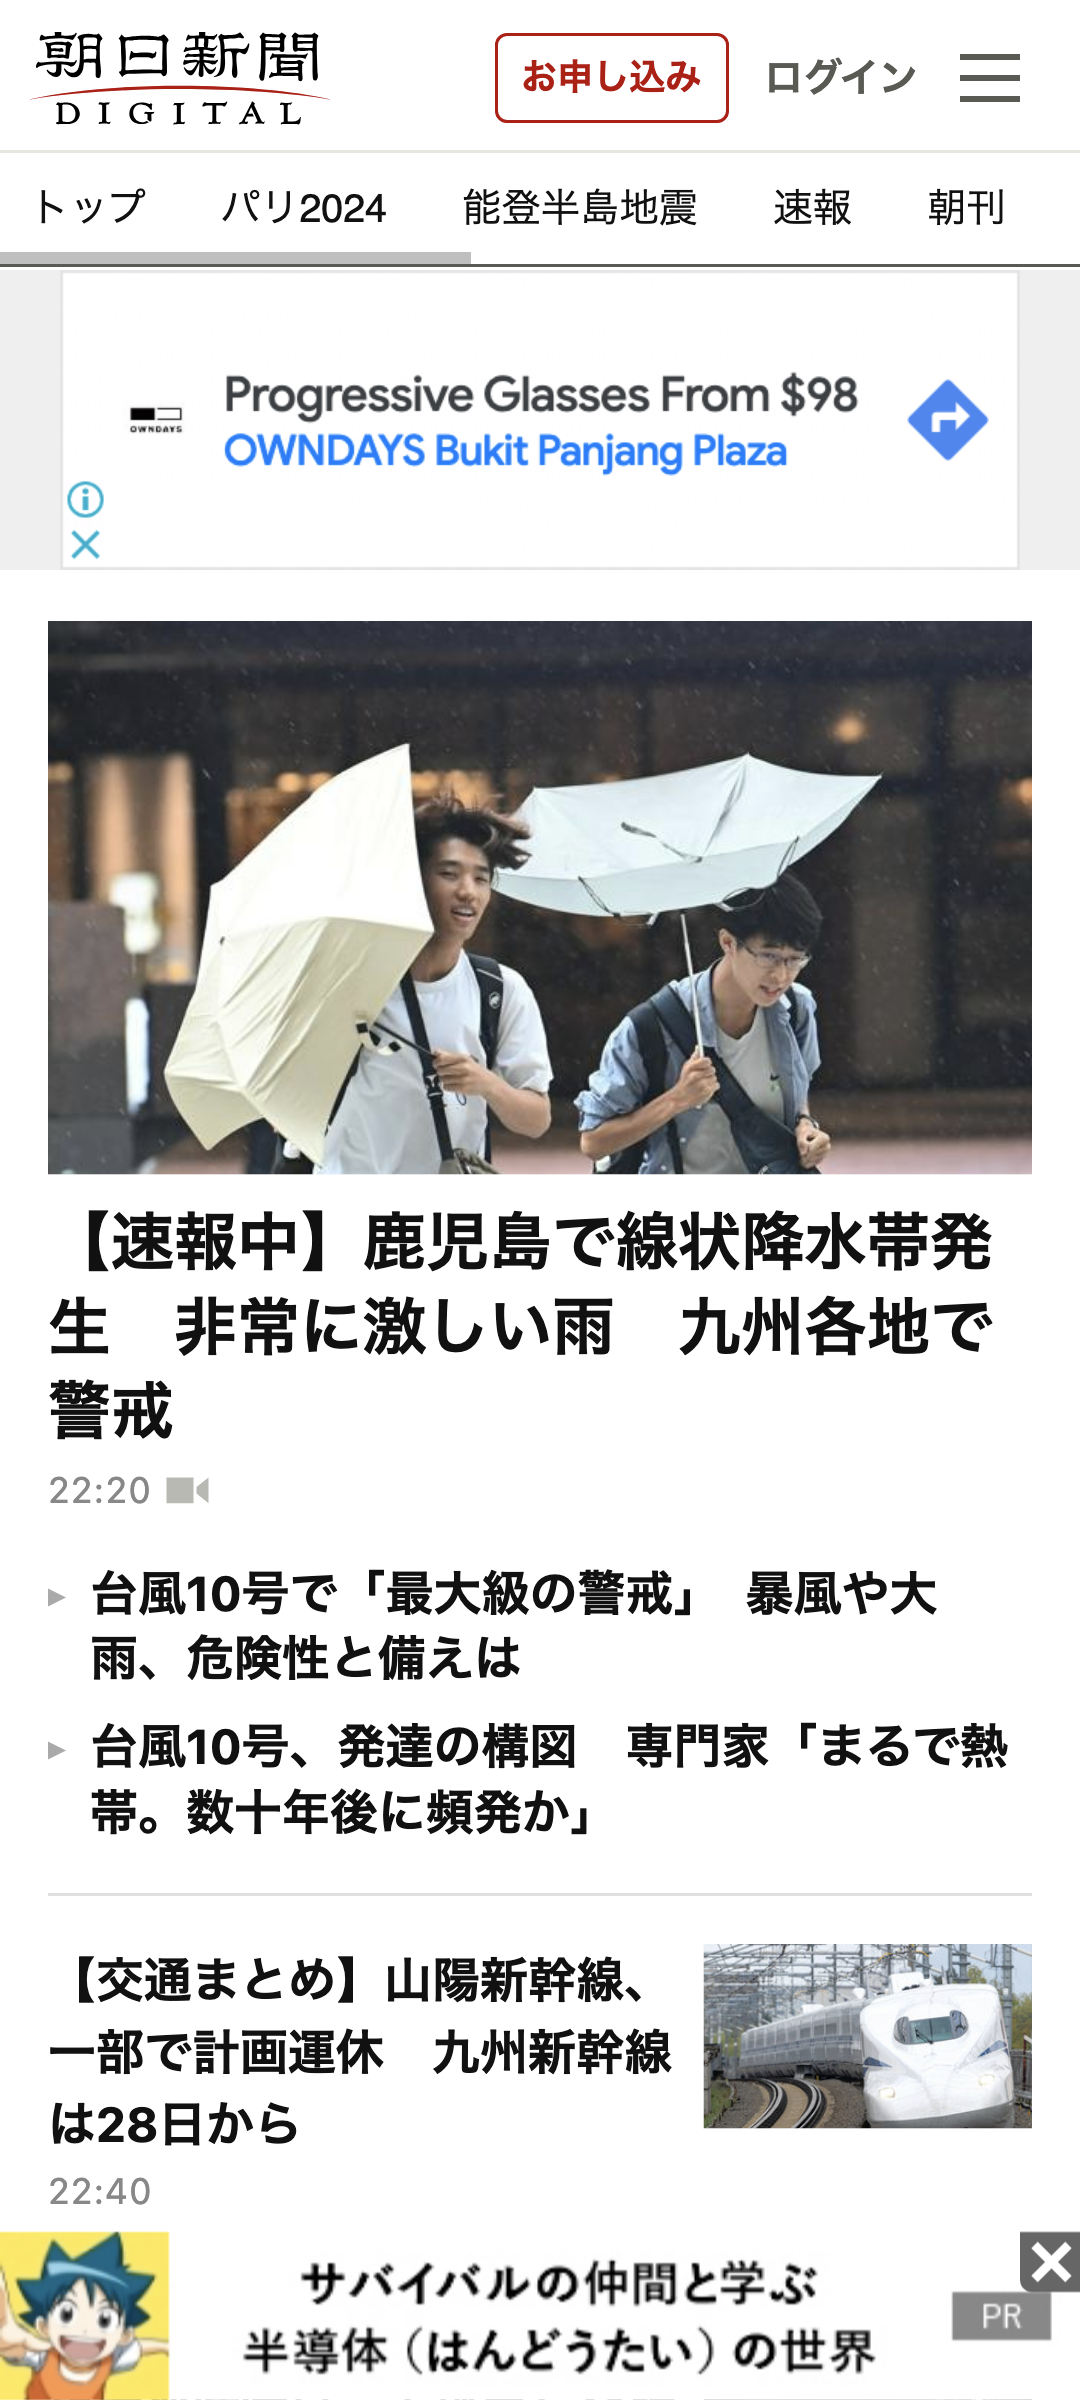 朝日新聞
DIGITAL
お申し込み
ログイン
トップ パリ2024 能登半島地震 速報 朝刊
Progressive Glasses From $98
OWNDAYS
OWNDAYS Bukit Panjang Plaza
【速報中】鹿児島で線状降水帯発
生　非常に激しい雨　九州各地で
警戒
22:20
台風10号で「最大級の警戒」　暴風や大
雨、危険性と備えは
台風10号、発達の構図　専門家「まるで熱
帯。数十年後に頻発か」
【交通まとめ】山陽新幹線、
一部で計画運休　九州新幹線
は28日から
22:40
サバイバルの仲間と学ぶ
半導体（はんどうたい）の世界
PR